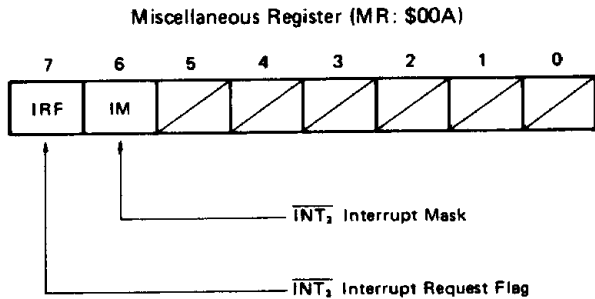 Miscellaneous Register (MR: $00A)
7 6 5 4 3 2 1 0
IRF IM
INT₂ Interrupt Mask
INT₂ Interrupt Request Flag